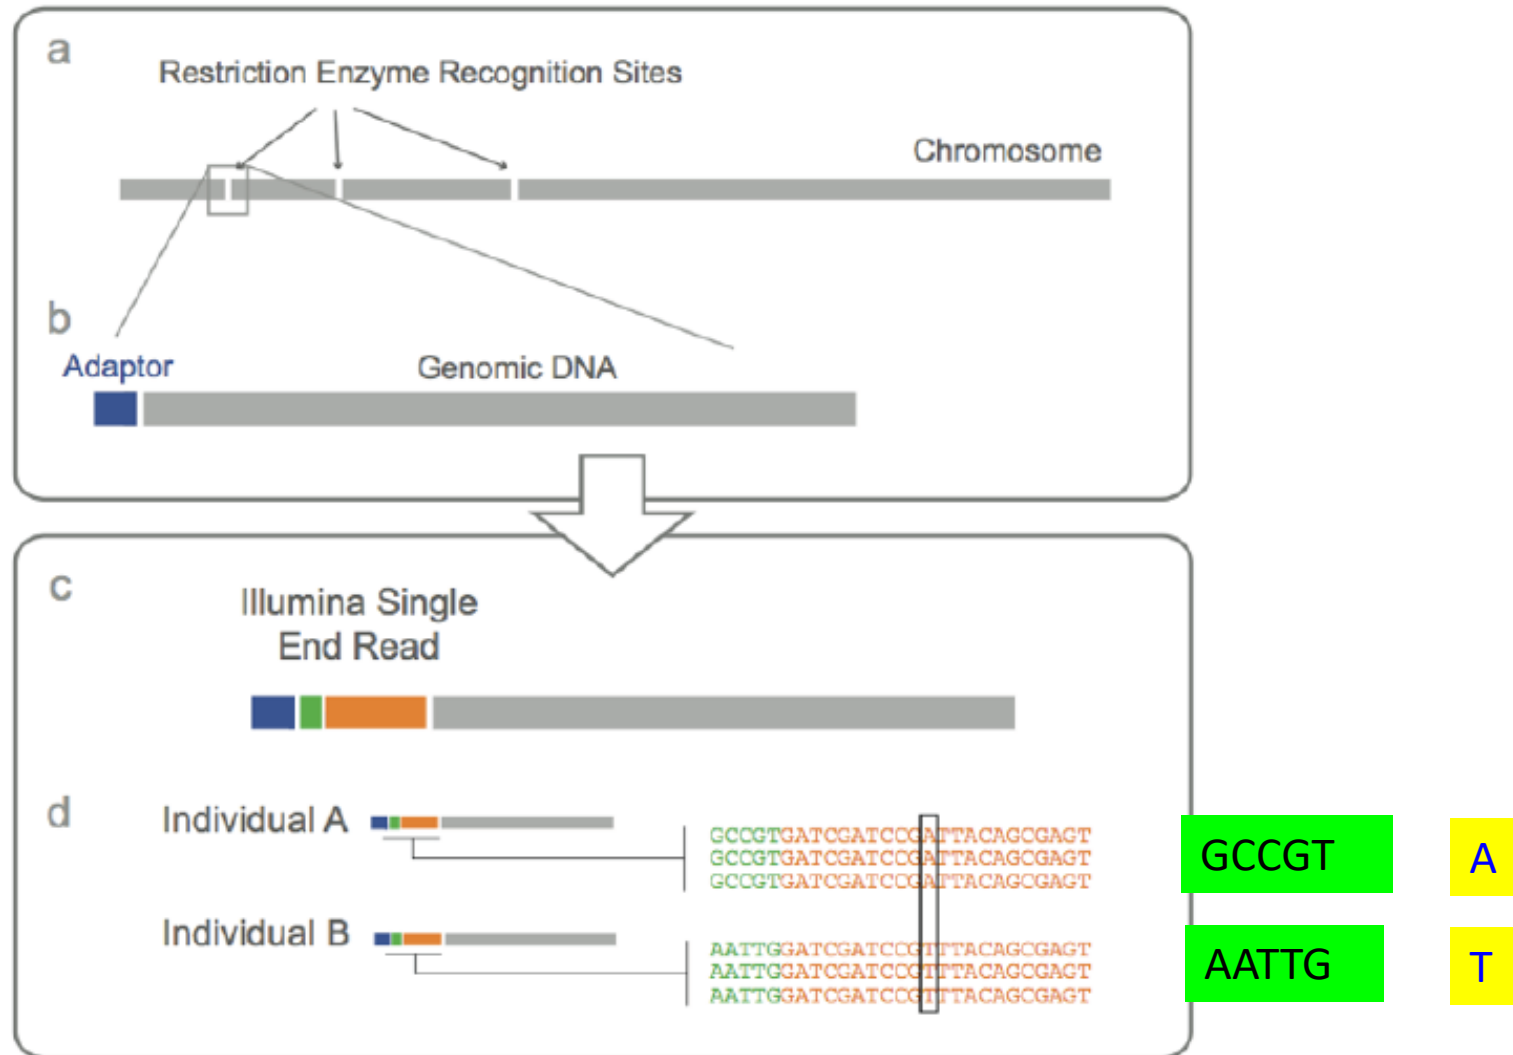 a
Restriction Enzyme Recognition Sites
Chromosome
b
Adaptor
Genomic DNA
c
Illumina Single
End Read
d
Individual A
GCCGTGATCGATCCGATTACAGCGAGT
GCCGTGATCGATCCGATTACAGCGAGT
GCCGTGATCGATCCGATTACAGCGAGT
GCCGT
A
Individual B
AATTGGATCGATCCGTTTACAGCGAGT
AATTGGATCGATCCGTTTACAGCGAGT
AATTGGATCGATCCGTTTACAGCGAGT
AATTG
T